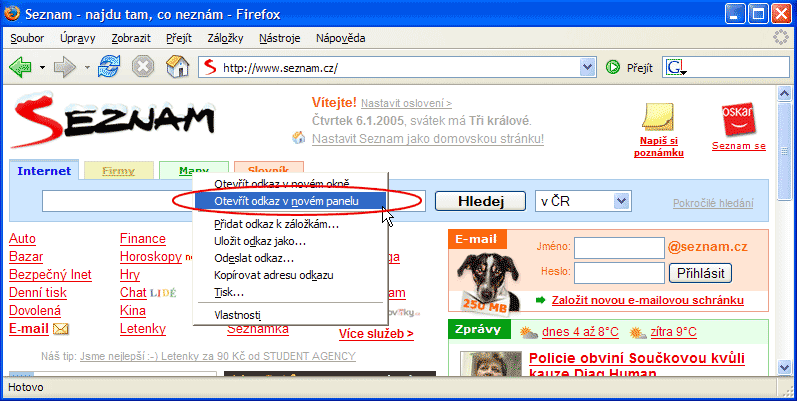 Seznam - najdu tam, co neznám - Firefox
Soubor Úpravy Zobrazit Přejít Záložky Nástroje Nápověda
http://www.seznam.cz/ Přejít G
SEZNAM
Vítejte! Nastavit oslovení >
Čtvrtek 6.1.2005, svátek má Tři králové.
Nastavit Seznam jako domovskou stránku!
Napiš si poznámku
oskar
Seznam se
Internet Firmy Mapy Slovník
Hledej v ČR Pokročilé hledání
Otevřít odkaz v novém okně
Otevřít odkaz v novém panelu
Přidat odkaz k záložkám...
Uložit odkaz jako...
Odeslat odkaz...
Kopírovat adresu odkazu
Tisk...
Vlastnosti
Auto Finance
Bazar Horoskopy
Bezpečný Inet Hry
Denní tisk Chat LIDÉ
Dovolená Kina
E-mail Letenky Seznamka
Více služeb >
Náš tip: Jsme nejlepší :-) Letenky za 90 Kč od STUDENT AGENCY
E-mail
Jméno: @seznam.cz
Heslo: Přihlásit
250 MB
Založit novou e-mailovou schránku
Zprávy dnes 4 až 8°C zítra 9°C
Policie obviní Součkovou kvůli
kauze Diag Human
Hotovo